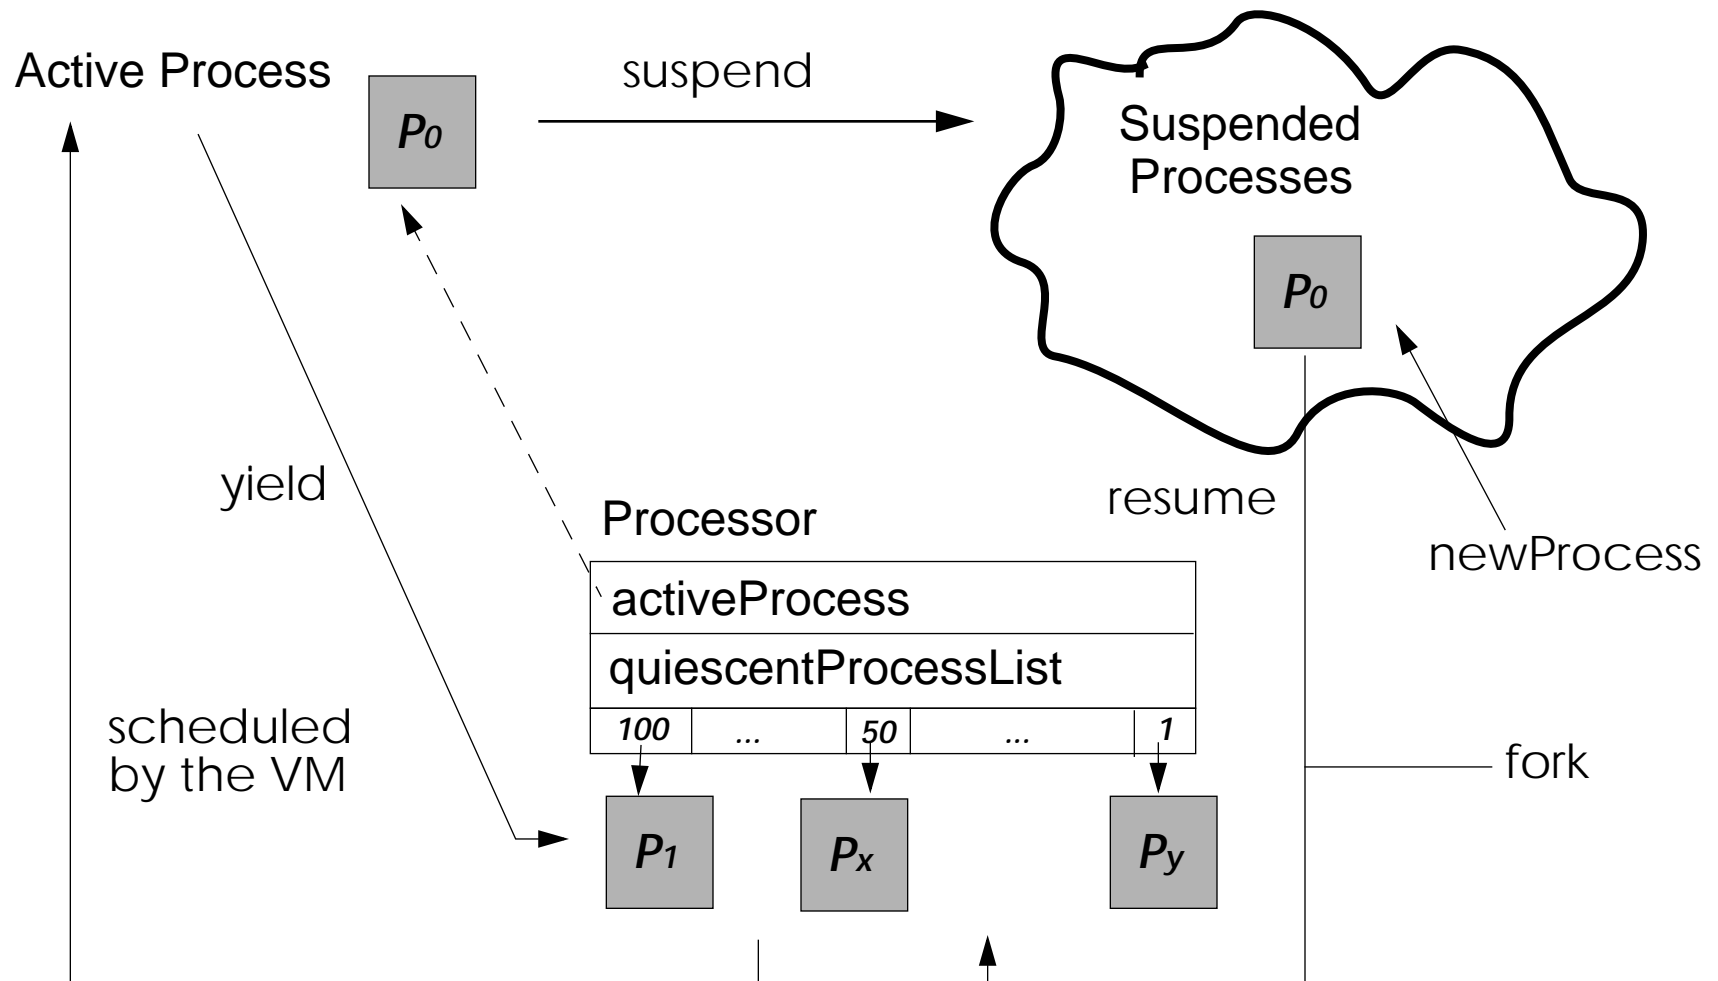 Active Process
P0
suspend
Suspended
Processes
P0
yield
resume
newProcess
Processor
activeProcess
quiescentProcessList
100 ... 50 ... 1
scheduled
by the VM
fork
P1 Px Py